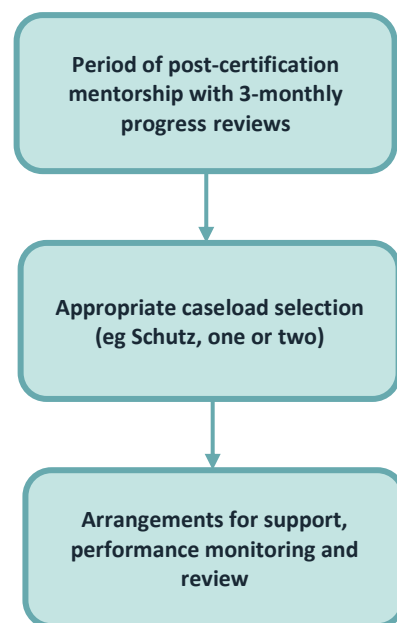 Period of post-certification
mentorship with 3-monthly
progress reviews
Appropriate caseload selection
(eg Schutz, one or two)
Arrangements for support,
performance monitoring and
review